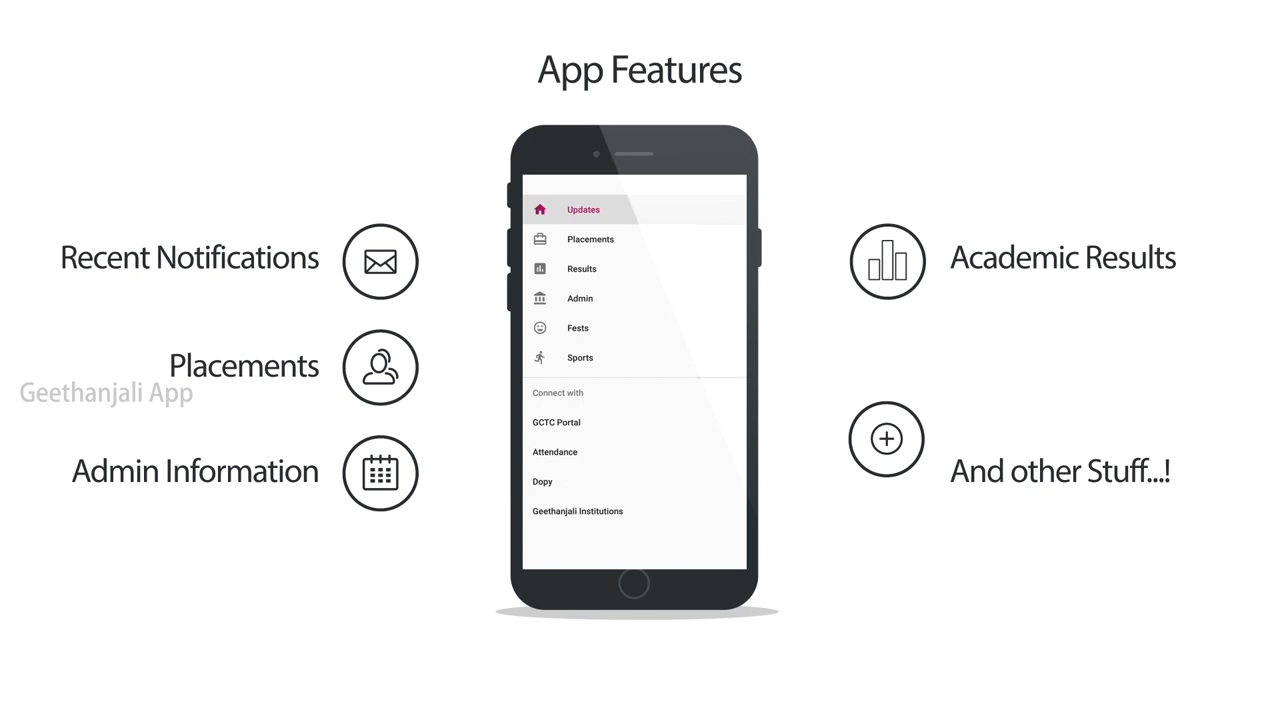 App Features
Recent Notifications
Placements
Geethanjali App
Admin Information
Updates
Placements
Results
Admin
Fests
Sports
Connect with
GCTC Portal
Attendance
Dopy
Geethanjali Institutions
Academic Results
And other Stuff...!